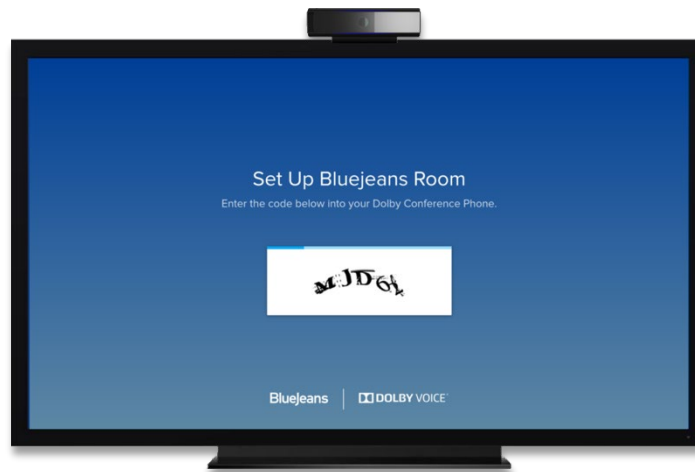 Set Up Bluejeans Room
Enter the code below into your Dolby Conference Phone.
BlueJeans
DOLBY VOICE